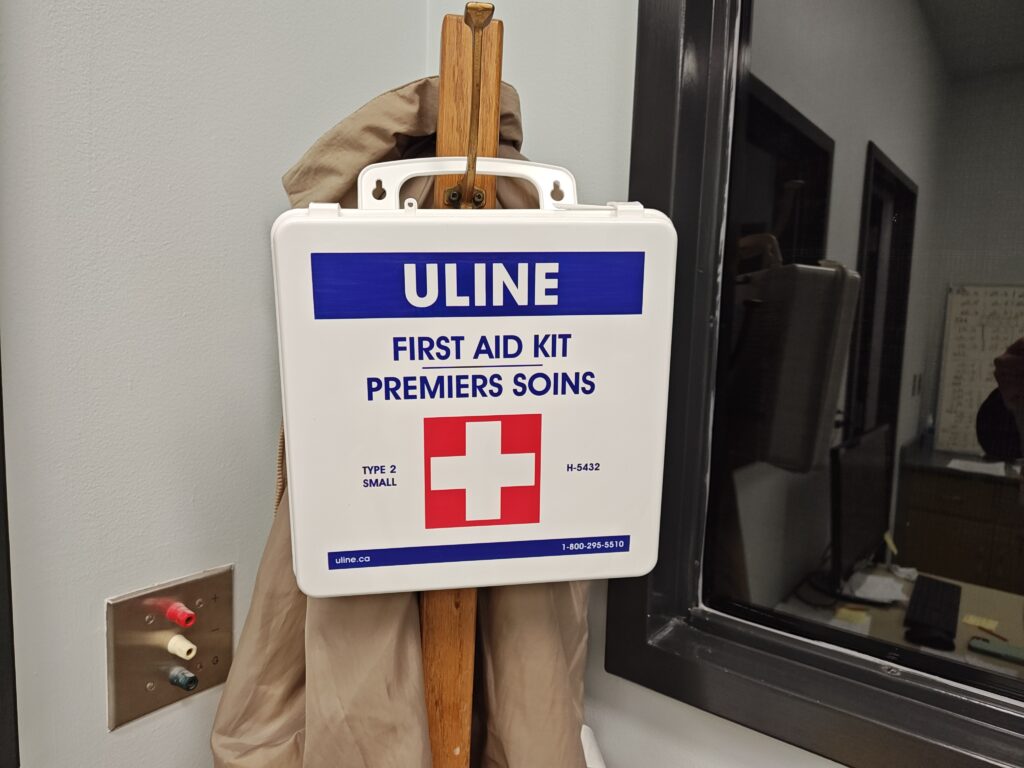 ULINE
FIRST AID KIT
PREMIERS SOINS
TYPE 2
SMALL
H-5432
uline.ca
1-800-295-5510
+
-